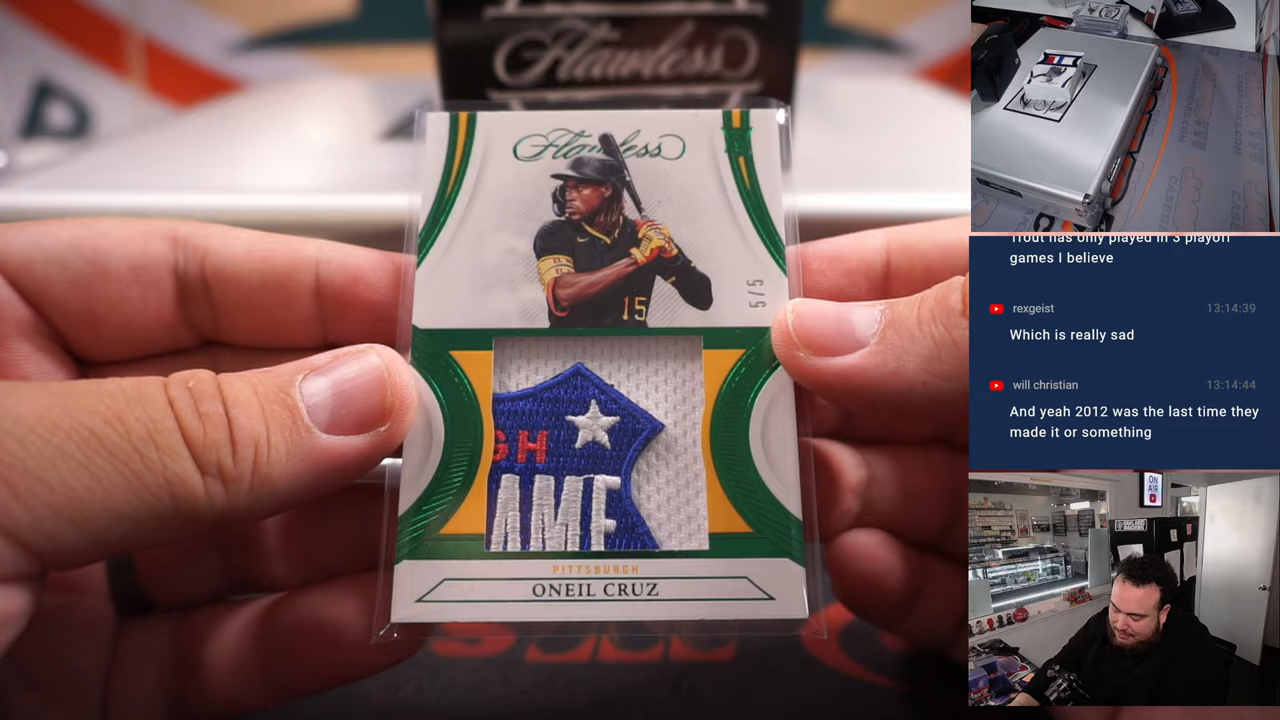 Flawless
Flawless
15
5/5
GH
AME
PITTSBURGH
ONEIL CRUZ
Trout has only played in 3 playoff
games I believe
rexgeist
13:14:39
Which is really sad
will christian
13:14:44
And yeah 2012 was the last time they
made it or something
ON
AIR